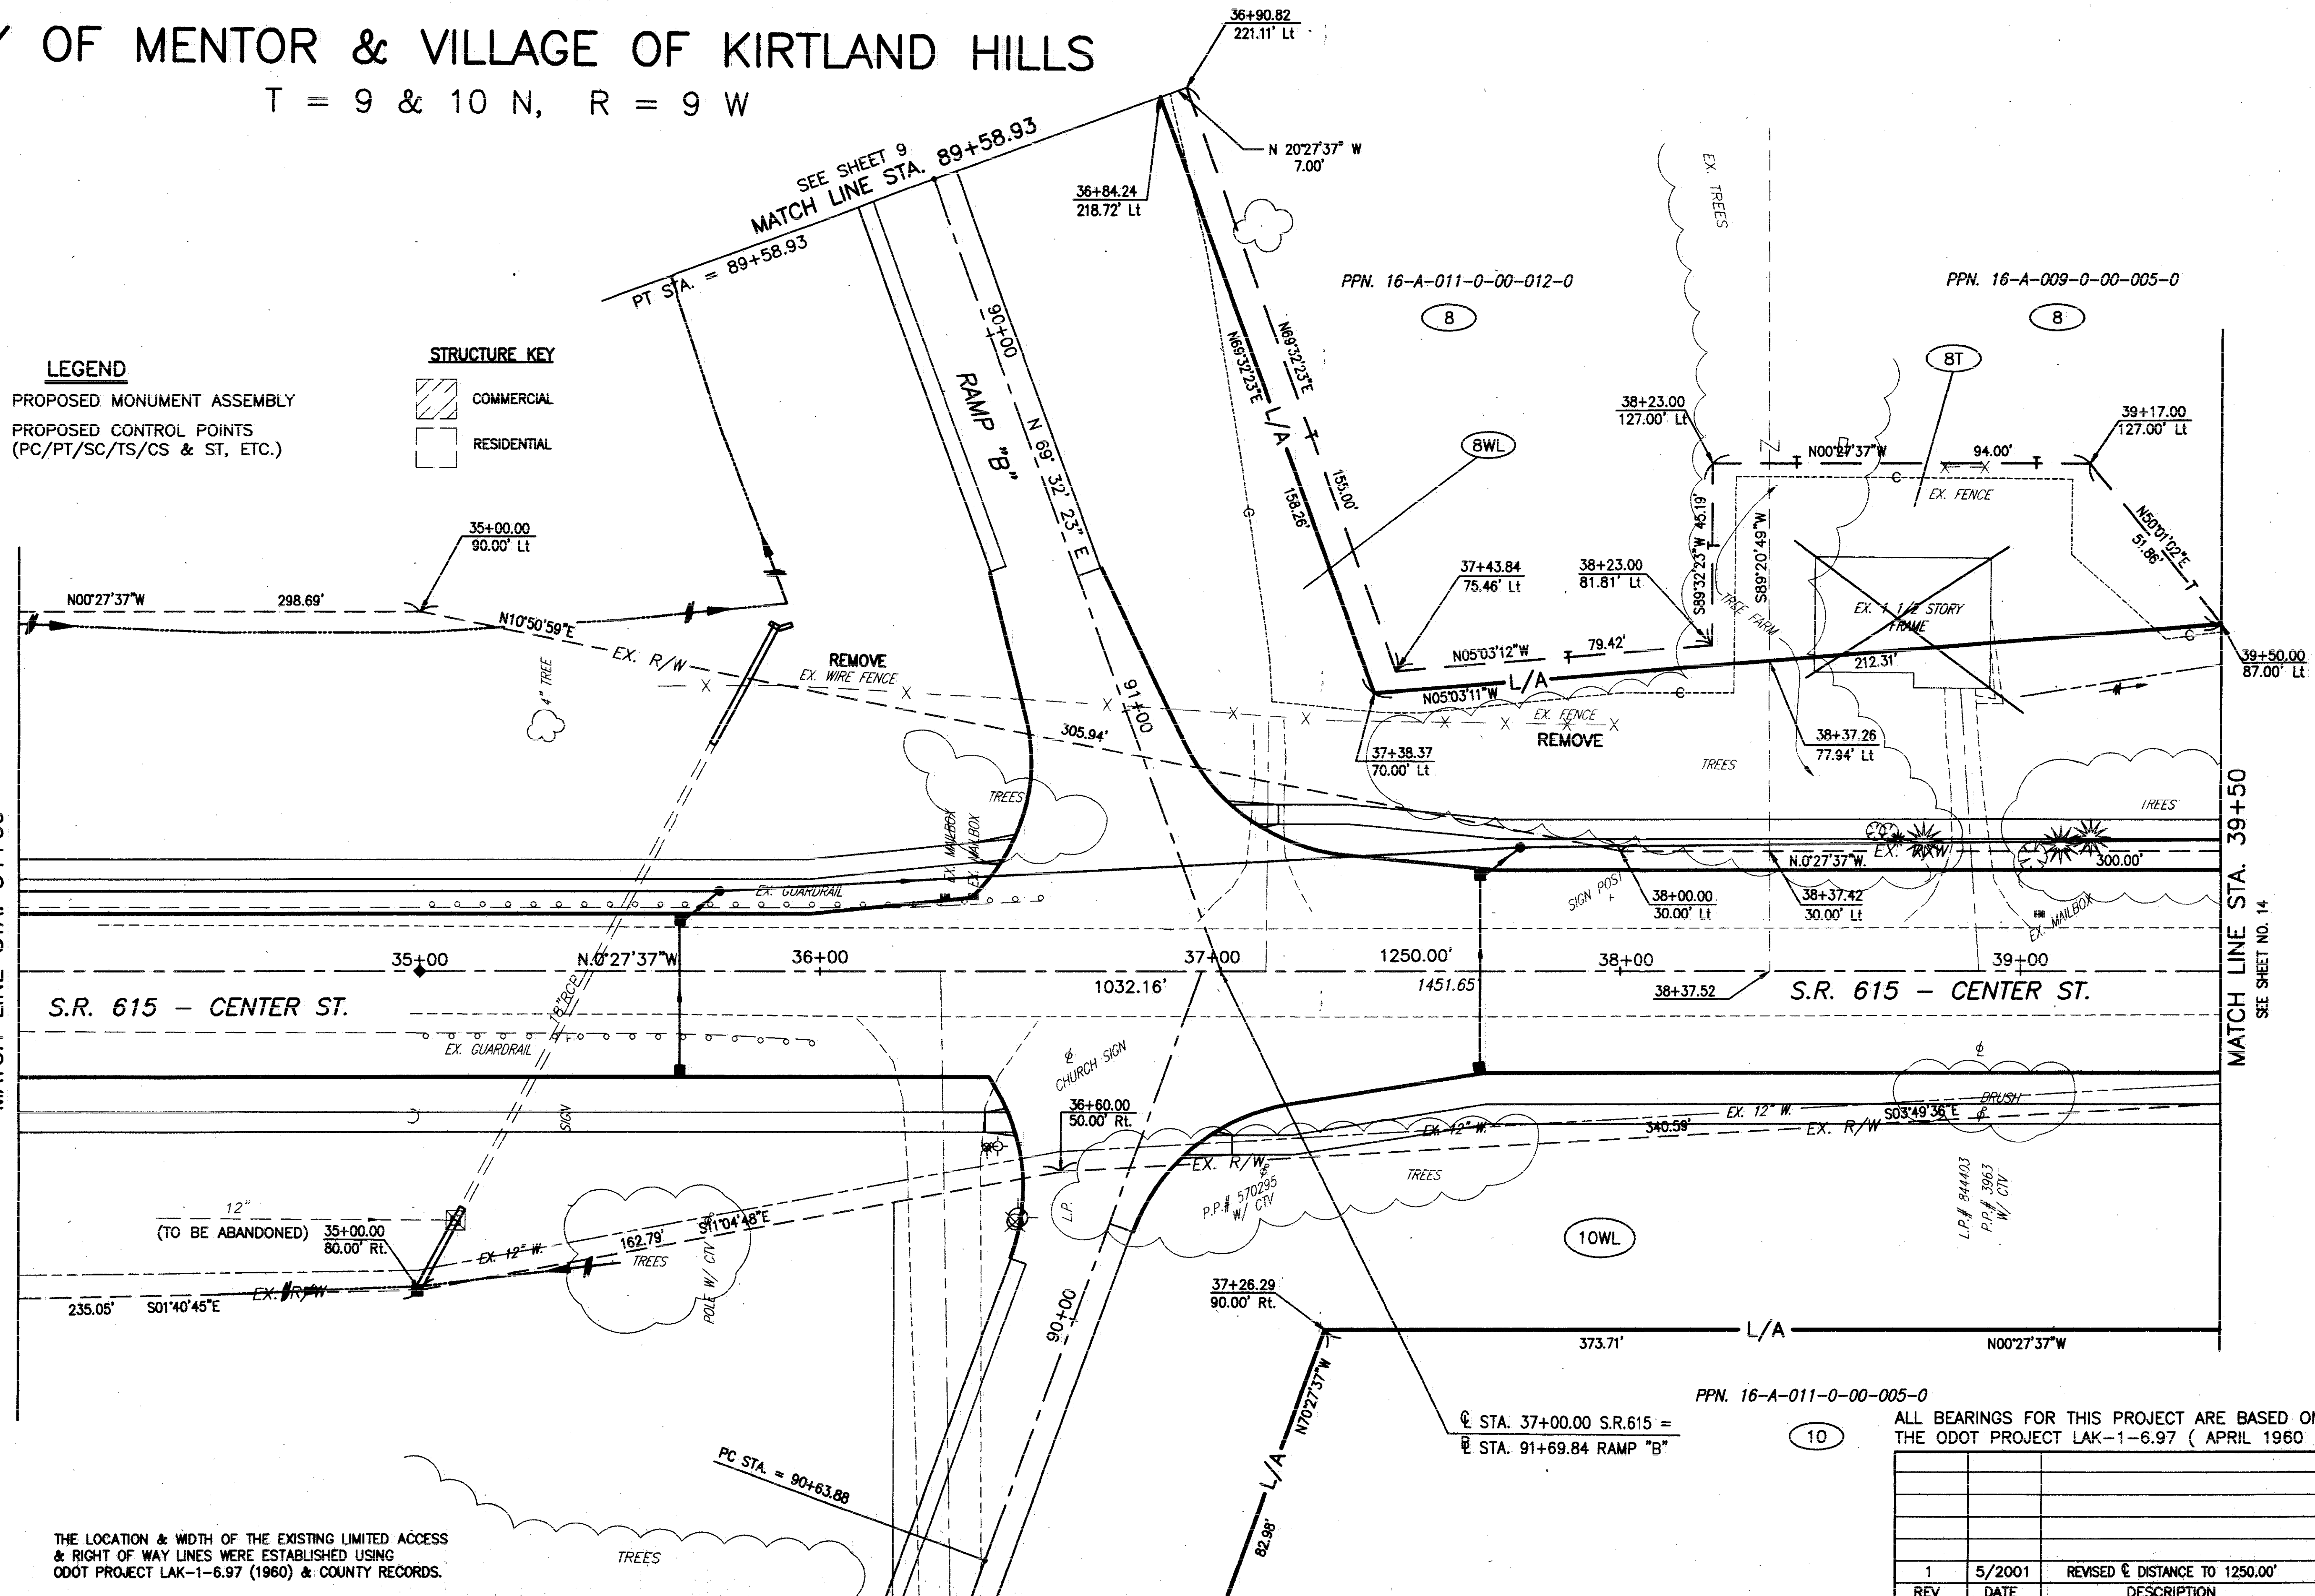 OF MENTOR & VILLAGE OF KIRTLAND HILLS
T = 9 & 10 N, R = 9 W
36+90.82
221.11' Lt
N 20°27'37" W
7.00'
SEE SHEET 9
MATCH LINE STA. 89+58.93
PT STA. = 89+58.93
36+84.24
218.72' Lt
EX. TREES
PPN. 16-A-011-0-00-012-0
8
PPN. 16-A-009-0-00-005-0
8
8T
LEGEND
PROPOSED MONUMENT ASSEMBLY
PROPOSED CONTROL POINTS
(PC/PT/SC/TS/CS & ST, ETC.)
STRUCTURE KEY
COMMERCIAL
RESIDENTIAL
90+00
RAMP "B"
N 69° 32' 23" E
N69°32'23"E
L/A
158.26'
N69°32'23"E
T
155.00'
8WL
38+23.00
127.00' Lt
39+17.00
127.00' Lt
N00°27'37"W
94.00'
EX. FENCE
N50°01'02"E
51.86'
T
35+00.00
90.00' Lt
N00°27'37"W
298.69'
N10°50'59"E
EX. R/W
4" TREE
REMOVE
EX. WIRE FENCE
305.94'
91+00
37+43.84
75.46' Lt
38+23.00
81.81' Lt
S89°32'23"W 45.19'
S89°20'49"W
TREE FARM
EX. 1 1/2 STORY
FRAME
N05°03'12"W
T
79.42'
N05°03'11"W
L/A
212.31'
39+50.00
87.00' Lt
EX. FENCE
REMOVE
37+38.37
70.00' Lt
38+37.26
77.94' Lt
TREES
TREES
TREES
EX. MAILBOX
EX. MAILBOX
EX. GUARDRAIL
N.0°27'37"W.
EX. R/W
300.00'
SIGN POST
38+00.00
30.00' Lt
38+37.42
30.00' Lt
EX. MAILBOX
MATCH LINE STA. 39+50
SEE SHEET NO. 14
35+00
N.0°27'37"W
36+00
37+00
1250.00'
38+00
39+00
1032.16'
1451.65'
38+37.52
S.R. 615 - CENTER ST.
S.R. 615 - CENTER ST.
18"RCP
EX. GUARDRAIL
SIGN
CHURCH SIGN
36+60.00
50.00' Rt.
EX. 12" W.
EX. 12" W.
340.59'
EX. R/W
S03°49'36"E
BRUSH
EX. R/W
TREES
P.P.# 570295
W/ CTV
L.P.
L.P.# 84403
P.P.# 3963
W/ CTV
12"
(TO BE ABANDONED)
35+00.00
80.00' Rt.
EX. 12" W.
162.79'
S11°04'48"E
TREES
POLE W/ CTV
235.05'
S01°40'45"E
EX. R/W
10WL
37+26.29
90.00' Rt.
90+00
373.71'
L/A
N00°27'37"W
N70°27'37"W
L/A
82.98'
PPN. 16-A-011-0-00-005-0
10
℄ STA. 37+00.00 S.R.615 =
STA. 91+69.84 RAMP "B"
PC STA. = 90+63.88
ALL BEARINGS FOR THIS PROJECT ARE BASED ON
THE ODOT PROJECT LAK-1-6.97 ( APRIL 1960
THE LOCATION & WIDTH OF THE EXISTING LIMITED ACCESS
& RIGHT OF WAY LINES WERE ESTABLISHED USING
ODOT PROJECT LAK-1-6.97 (1960) & COUNTY RECORDS.
TREES
1 5/2001 REVISED ℄ DISTANCE TO 1250.00'
REV DATE DESCRIPTION